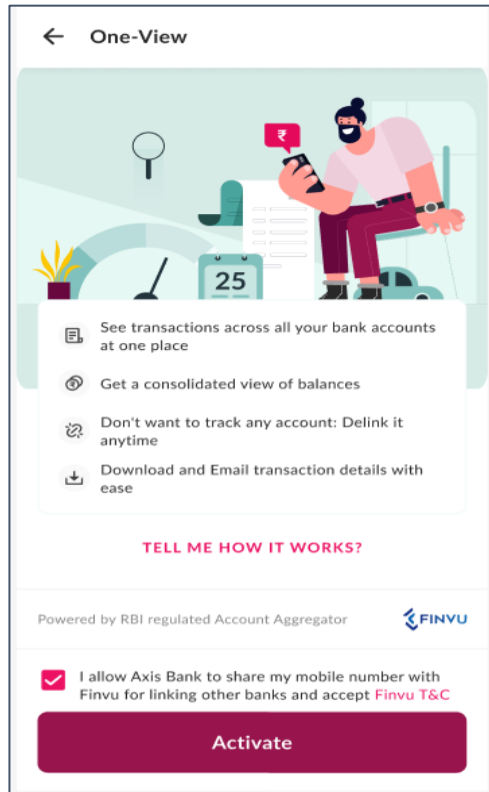 One-View
₹
25
See transactions across all your bank accounts
at one place
Get a consolidated view of balances
Don't want to track any account: Delink it
anytime
Download and Email transaction details with
ease
TELL ME HOW IT WORKS?
Powered by RBI regulated Account Aggregator
FINVU
I allow Axis Bank to share my mobile number with
Finvu for linking other banks and accept Finvu T&C
Activate